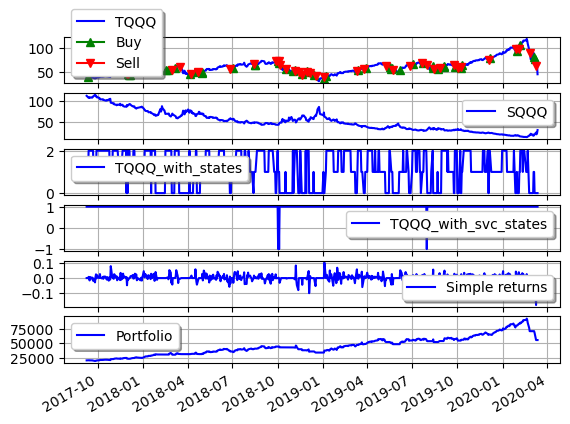 TQQQ
Buy
Sell
100
50
SQQQ
100
50
TQQQ_with_states
2
0
TQQQ_with_svc_states
1
0
−1
Simple returns
0.1
0.0
−0.1
Portfolio
75000
50000
25000
2017-10 2018-01 2018-04 2018-07 2018-10 2019-01 2019-04 2019-07 2019-10 2020-01 2020-04